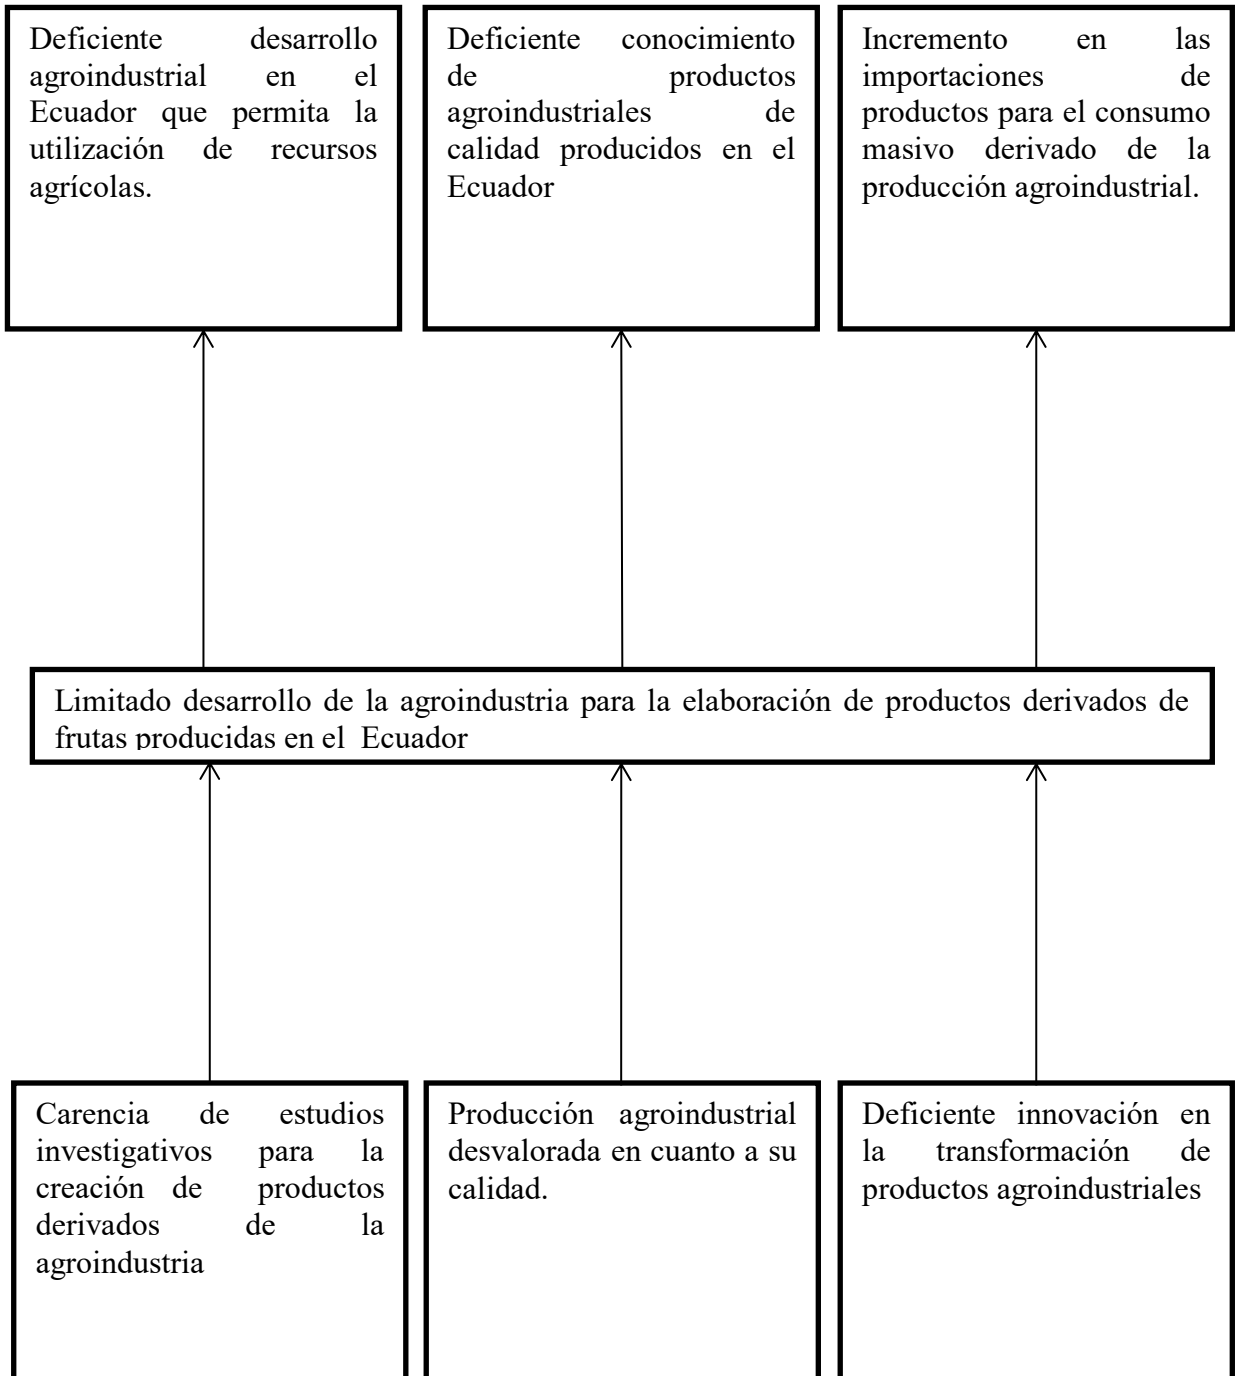 Deficiente desarrollo
agroindustrial en el
Ecuador que permita la
utilización de recursos
agrícolas.
Deficiente conocimiento
de productos
agroindustriales de
calidad producidos en el
Ecuador
Incremento en las
importaciones de
productos para el consumo
masivo derivado de la
producción agroindustrial.
Limitado desarrollo de la agroindustria para la elaboración de productos derivados de
frutas producidas en el Ecuador
Carencia de estudios
investigativos para la
creación de productos
derivados de la
agroindustria
Producción agroindustrial
desvalorada en cuanto a su
calidad.
Deficiente innovación en
la transformación de
productos agroindustriales